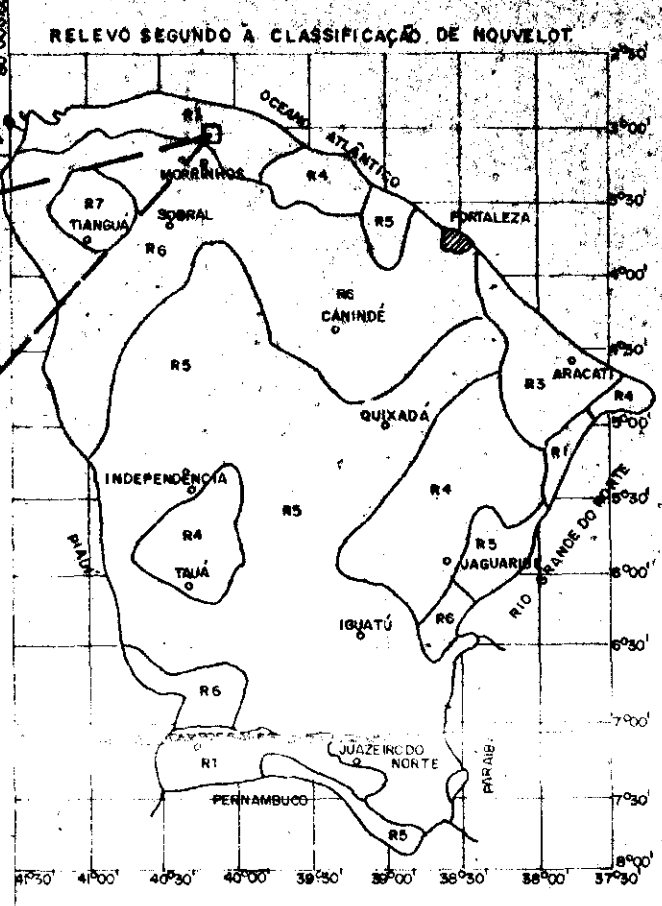 RELEVO SEGUNDO A CLASSIFICAÇÃO DE NOUVELOT
2°30'
OCEANO ATLÂNTICO
3°00'
MORRINHOS
R4
R7
TIANGUÁ
SOBRAL
R5
FORTALEZA
3°30'
R6
4°00'
R6
CANINDÉ
4°30'
R5
R3
ARACATI
R4
QUIXADÁ
5°00'
R1
INDEPENDÊNCIA
R4
5°30'
R5
R4
R5
PIAUÍ
TAUÁ
JAGUARIBE
6°00'
RIO GRANDE DO NORTE
IGUATÚ
R6
6°30'
R6
7°00'
R1
JUAZEIRO DO
NORTE
PARAIB
PERNAMBUCO
7°30'
R5
8°00'
41°30' 41°00' 40°30' 40°00' 39°30' 39°00' 38°30' 38°00' 37°30'